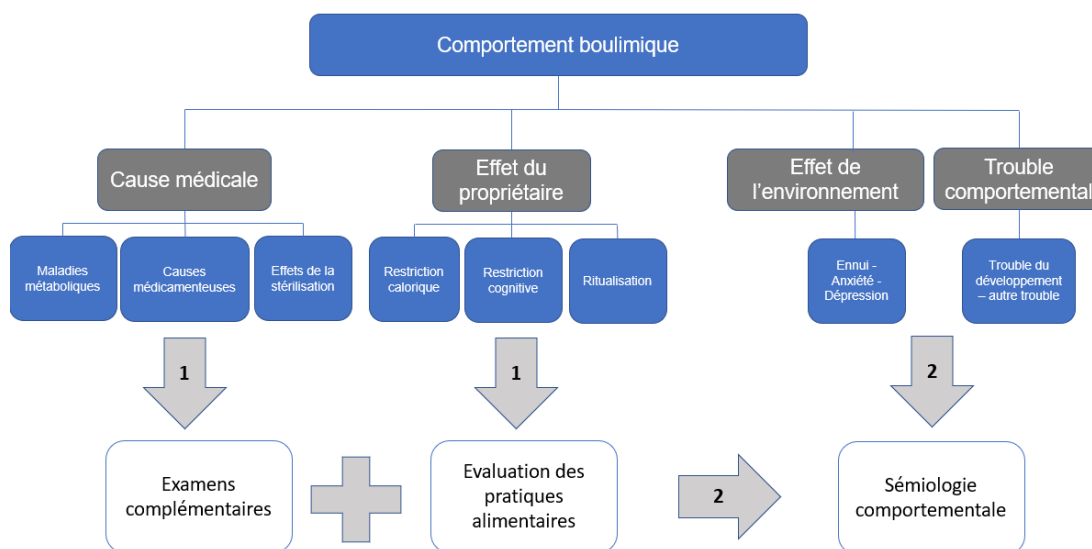 Comportement boulimique
Cause médicale
Effet du
propriétaire
Effet de
l'environnement
Trouble
comportemental
Maladies
métaboliques
Causes
médicamenteuses
Effets de la
stérilisation
Restriction
calorique
Restriction
cognitive
Ritualisation
Ennui -
Anxiété -
Dépression
Trouble du
développement
– autre trouble
1
1
2
Examens
complémentaires
Evaluation des
pratiques
alimentaires
2
Sémiologie
comportementale